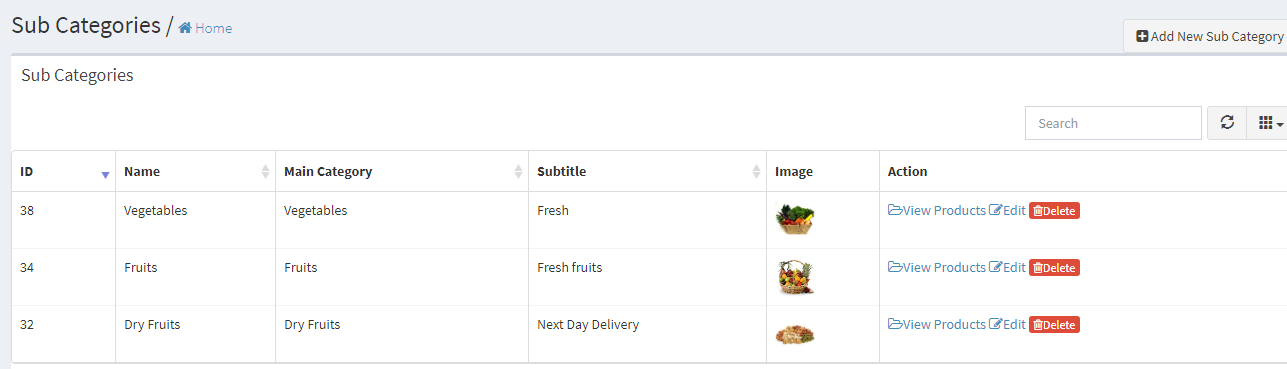 Sub Categories / Home
Add New Sub Category
Sub Categories
Search
ID Name Main Category Subtitle Image Action
38 Vegetables Vegetables Fresh View Products Edit Delete
34 Fruits Fruits Fresh fruits View Products Edit Delete
32 Dry Fruits Dry Fruits Next Day Delivery View Products Edit Delete